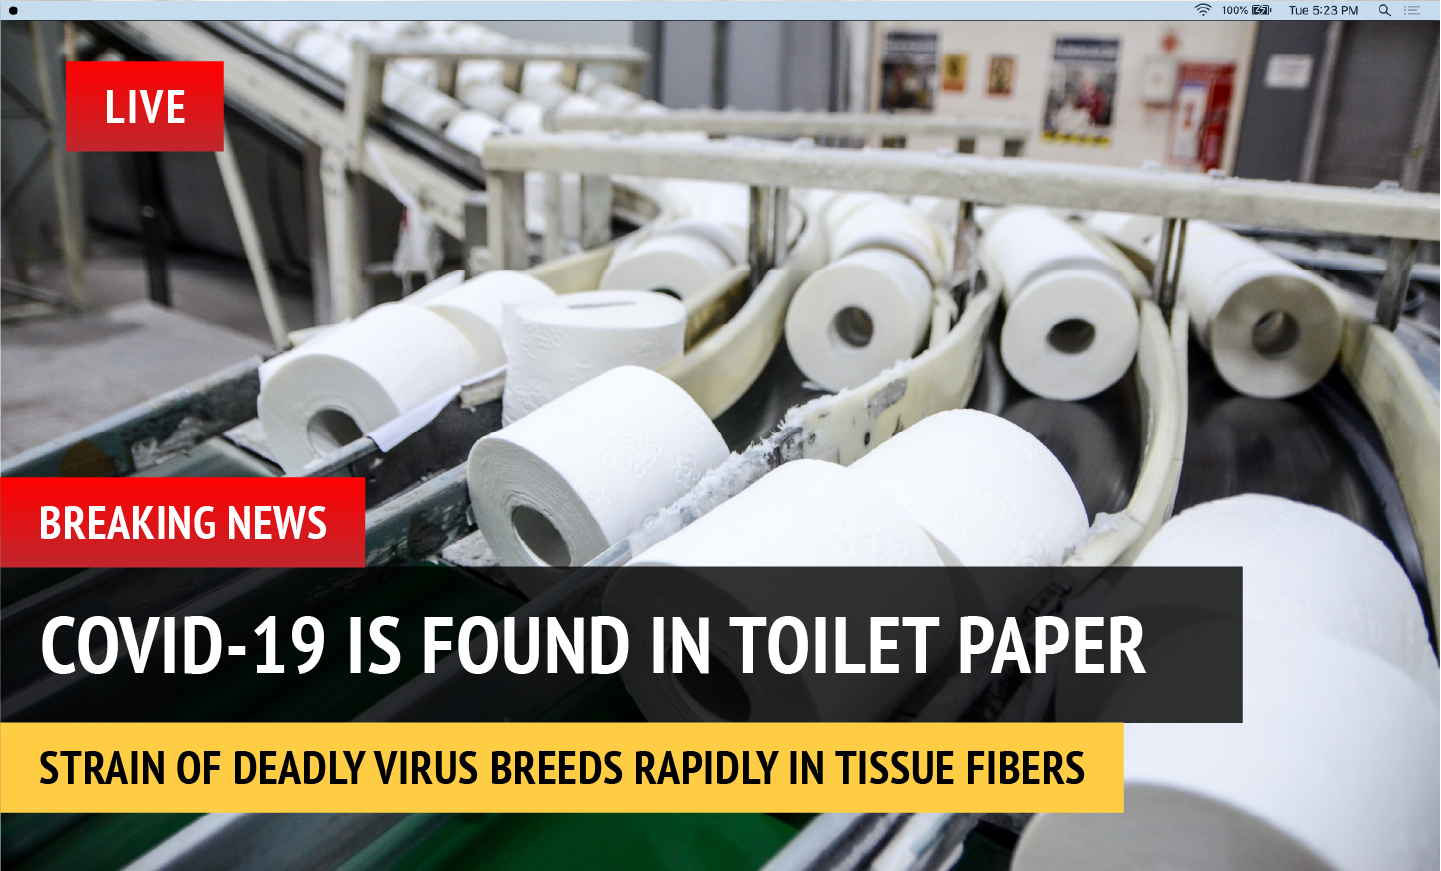 100% Tue 5:23 PM
LIVE
BREAKING NEWS
COVID-19 IS FOUND IN TOILET PAPER
STRAIN OF DEADLY VIRUS BREEDS RAPIDLY IN TISSUE FIBERS